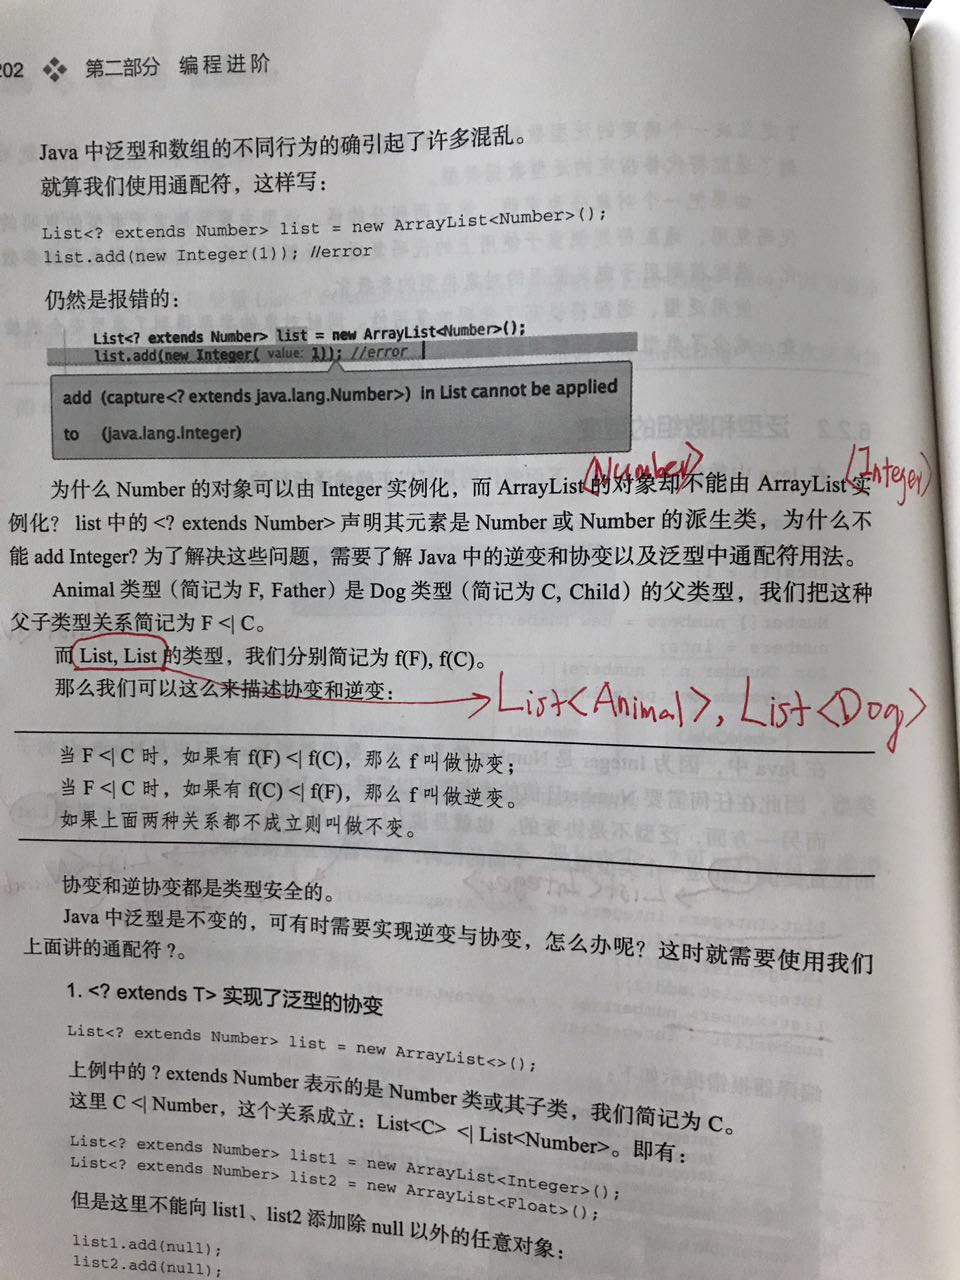 202 ❖ 第二部分 编程进阶
Java 中泛型和数组的不同行为的确引起了许多混乱。
就算我们使用通配符，这样写：
List<? extends Number> list = new ArrayList<Number>();
list.add(new Integer(1)); //error
仍然是报错的：
List<? extends Number> list = new ArrayList<Number>();
list.add(new Integer( value: 1)); //error
add (capture<? extends java.lang.Number>) in List cannot be applied
to (java.lang.Integer)
<Number> <Integer>
为什么 Number 的对象可以由 Integer 实例化，而 ArrayList 的对象却不能由 ArrayList 实
例化？list 中的 <? extends Number> 声明其元素是 Number 或 Number 的派生类，为什么不
能 add Integer? 为了解决这些问题，需要了解 Java 中的逆变和协变以及泛型中通配符用法。
Animal 类型（简记为 F, Father）是 Dog 类型（简记为 C, Child）的父类型，我们把这种
父子类型关系简记为 F <| C。
而 List, List 的类型，我们分别简记为 f(F), f(C)。
那么我们可以这么来描述协变和逆变：
List<Animal>, List<Dog>
当 F <| C 时，如果有 f(F) <| f(C)，那么 f 叫做协变；
当 F <| C 时，如果有 f(C) <| f(F)，那么 f 叫做逆变。
如果上面两种关系都不成立则叫做不变。
协变和逆协变都是类型安全的。
Java 中泛型是不变的，可有时需要实现逆变与协变，怎么办呢？这时就需要使用我们
上面讲的通配符 ?。
1. <? extends T> 实现了泛型的协变
List<? extends Number> list = new ArrayList<>();
上例中的 ? extends Number 表示的是 Number 类或其子类，我们简记为 C。
这里 C <| Number，这个关系成立：List<C> <| List<Number>。即有：
List<? extends Number> list1 = new ArrayList<Integer>();
List<? extends Number> list2 = new ArrayList<Float>();
但是这里不能向 list1、list2 添加除 null 以外的任意对象：
list1.add(null);
list2.add(null);